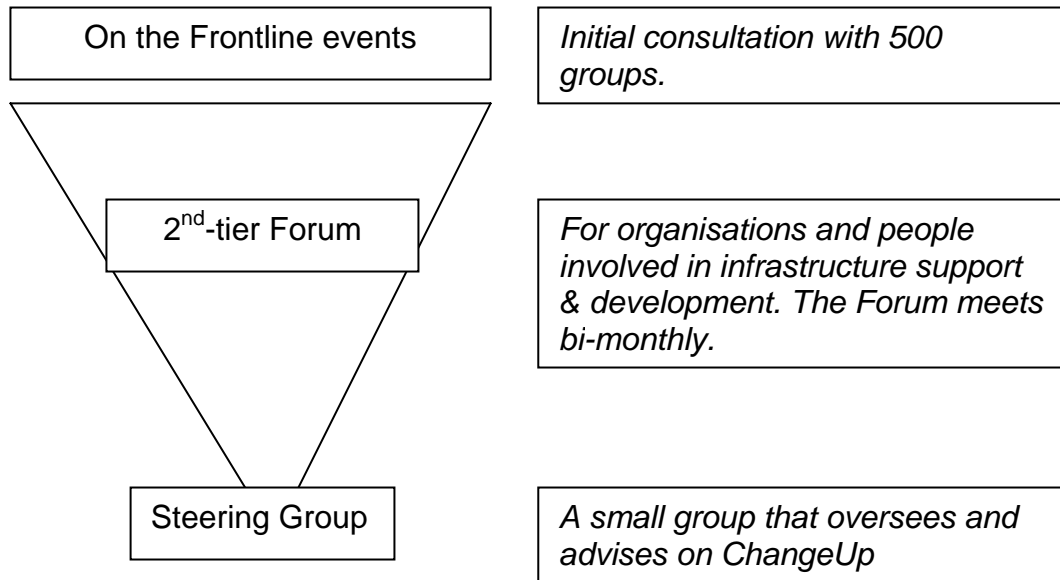 On the Frontline events
Initial consultation with 500
groups.
2nd-tier Forum
For organisations and people
involved in infrastructure support
& development. The Forum meets
bi-monthly.
Steering Group
A small group that oversees and
advises on ChangeUp